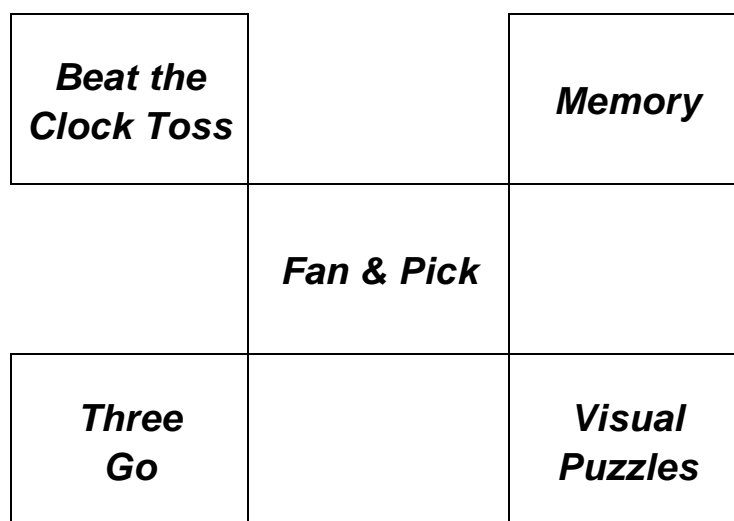 Beat the
Clock Toss
Memory
Fan & Pick
Three
Go
Visual
Puzzles